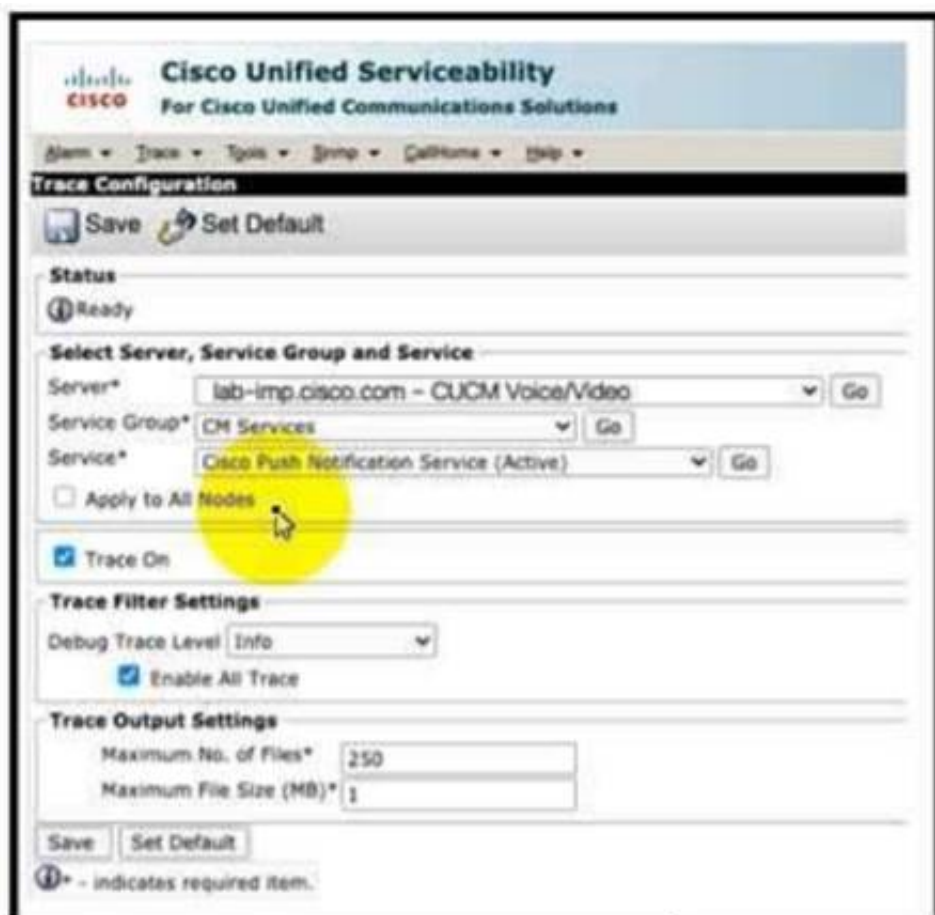 CISCO
Cisco Unified Serviceability
For Cisco Unified Communications Solutions
Alarm Trace Tools Snmp CallHome Help
Trace Configuration
Save Set Default
Status
Ready
Select Server, Service Group and Service
Server* lab-imp.cisco.com – CUCM Voice/Video Go
Service Group* CM Services Go
Service* Cisco Push Notification Service (Active) Go
Apply to All Nodes
Trace On
Trace Filter Settings
Debug Trace Level Info
Enable All Trace
Trace Output Settings
Maximum No. of Files* 250
Maximum File Size (MB)* 1
Save Set Default
* - indicates required item.